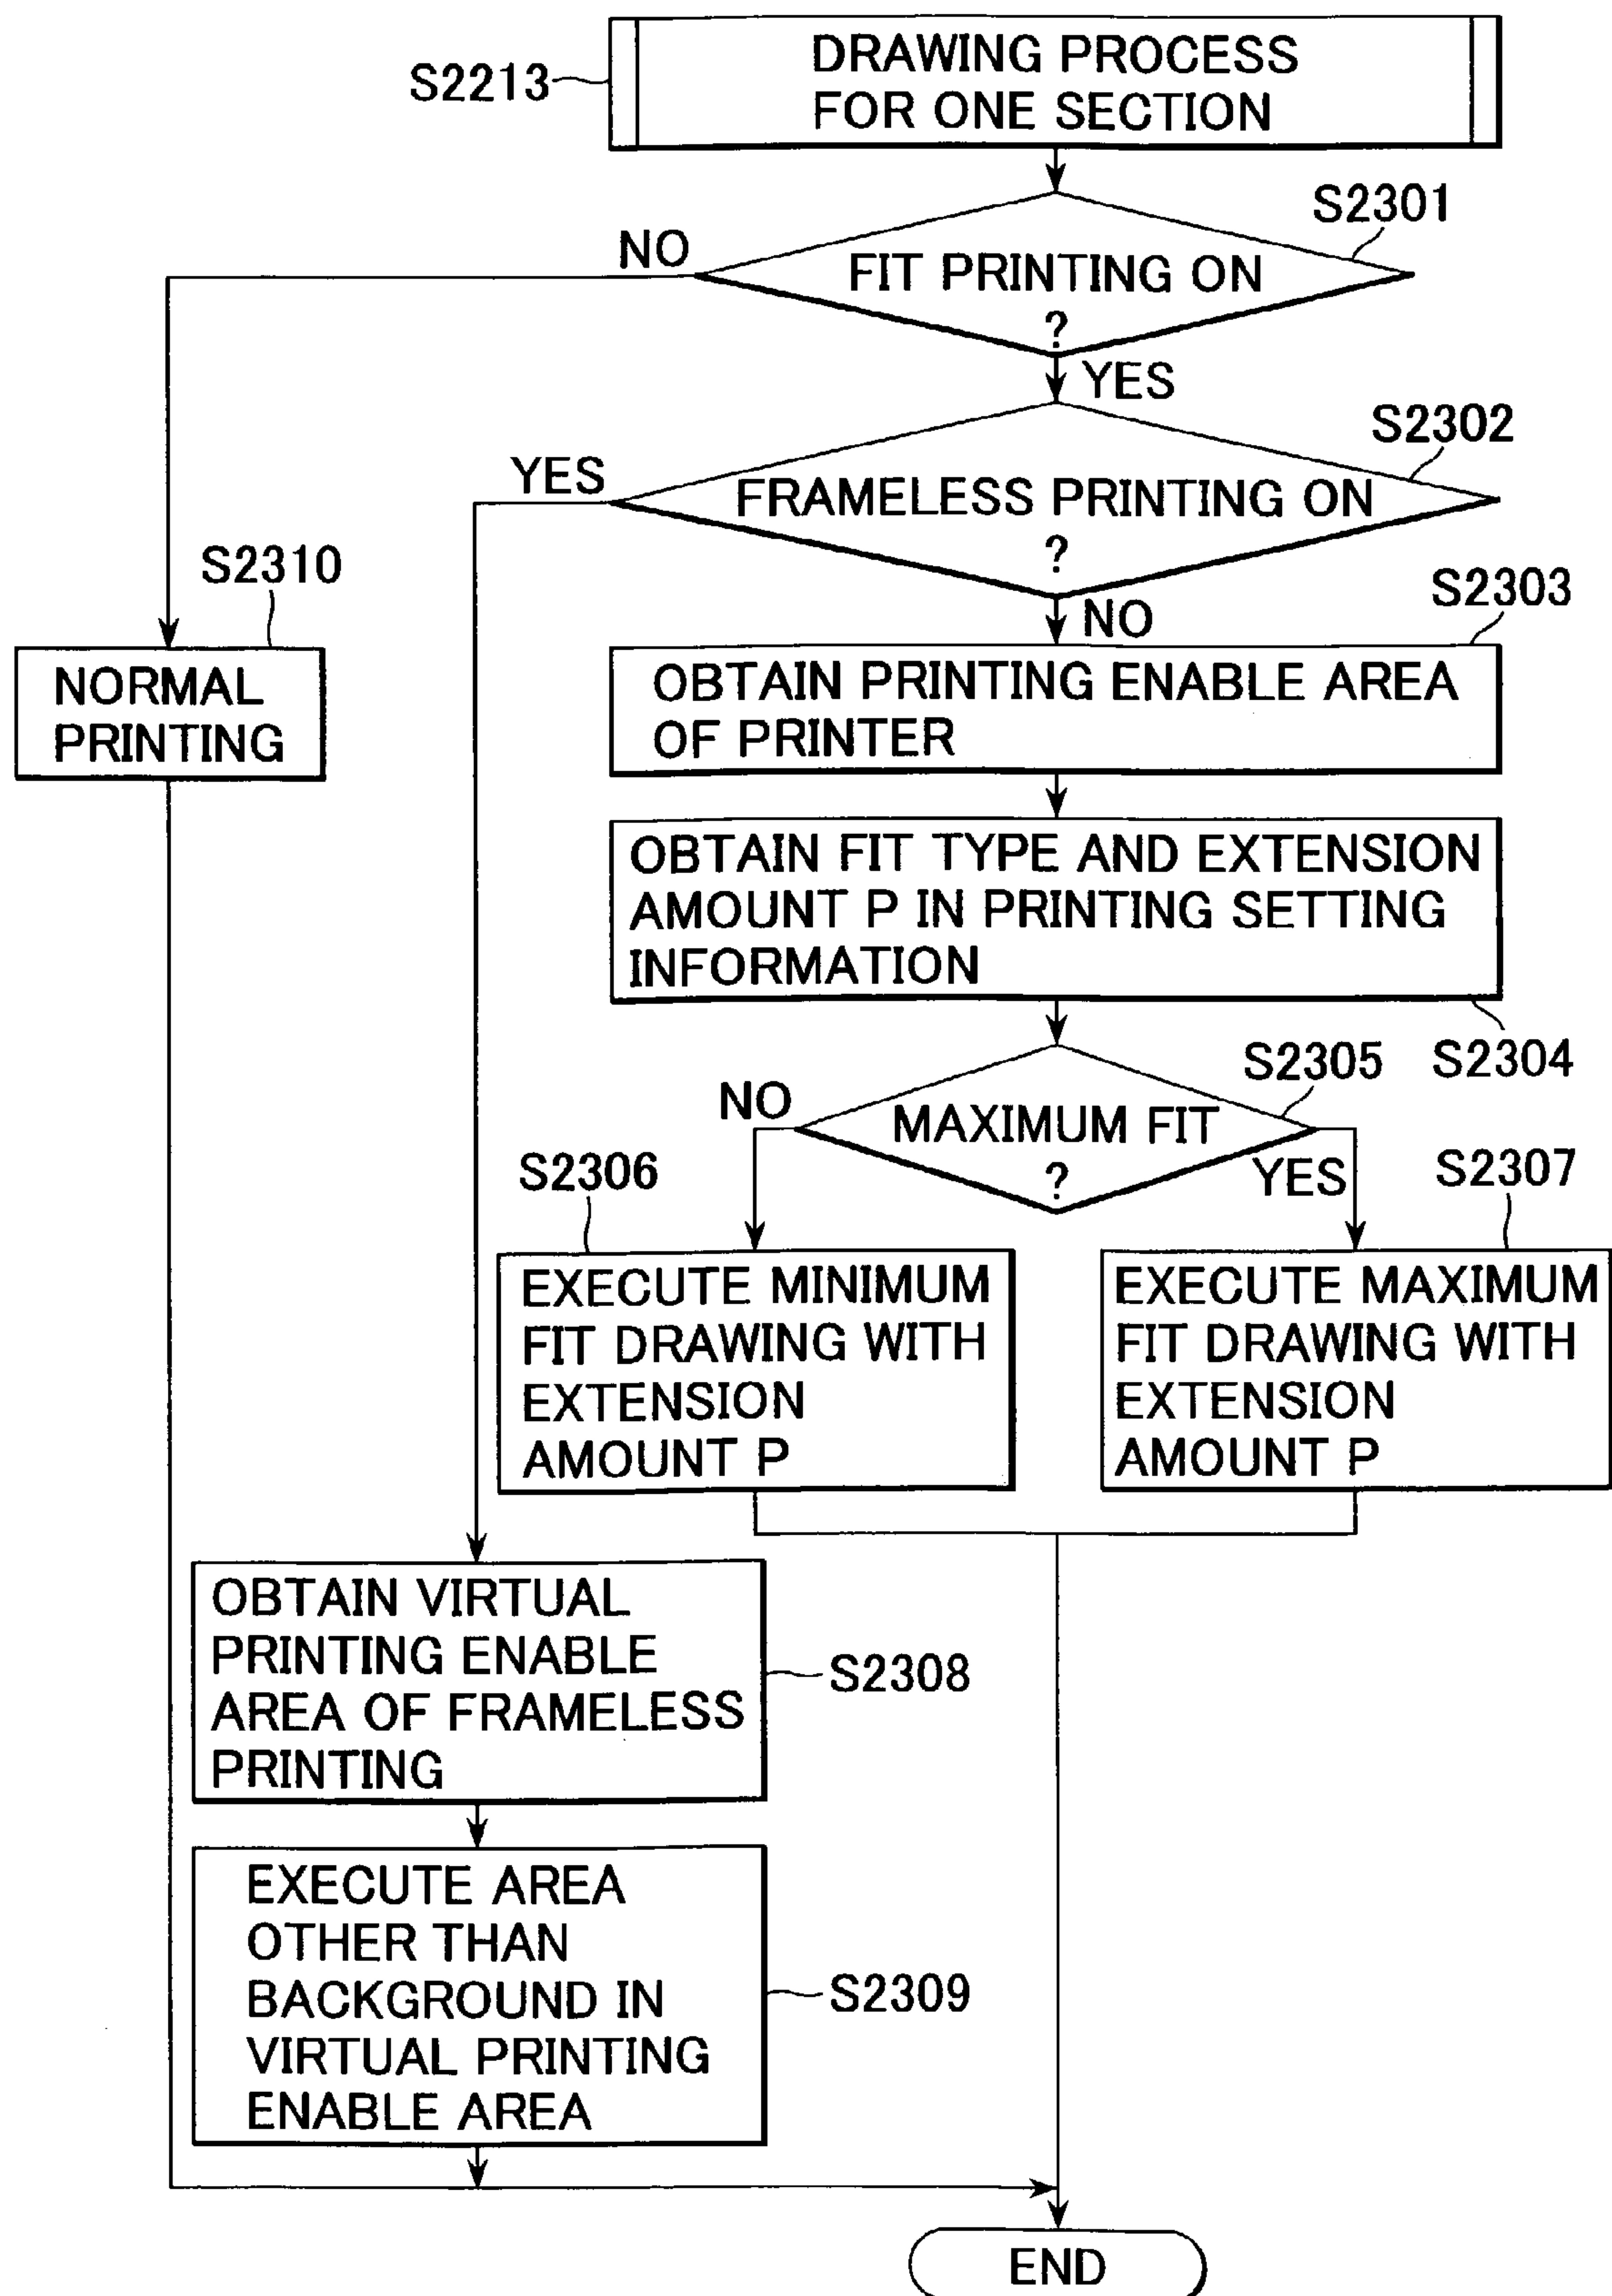 S2213
DRAWING PROCESS
FOR ONE SECTION
S2301
NO
FIT PRINTING ON
?
YES
S2302
YES
FRAMELESS PRINTING ON
?
NO
S2310
NORMAL
PRINTING
S2303
OBTAIN PRINTING ENABLE AREA
OF PRINTER
OBTAIN FIT TYPE AND EXTENSION
AMOUNT P IN PRINTING SETTING
INFORMATION
S2304
S2305
NO
MAXIMUM FIT
?
YES
S2306
EXECUTE MINIMUM
FIT DRAWING WITH
EXTENSION
AMOUNT P
S2307
EXECUTE MAXIMUM
FIT DRAWING WITH
EXTENSION
AMOUNT P
OBTAIN VIRTUAL
PRINTING ENABLE
AREA OF FRAMELESS
PRINTING
S2308
EXECUTE AREA
OTHER THAN
BACKGROUND IN
VIRTUAL PRINTING
ENABLE AREA
S2309
END